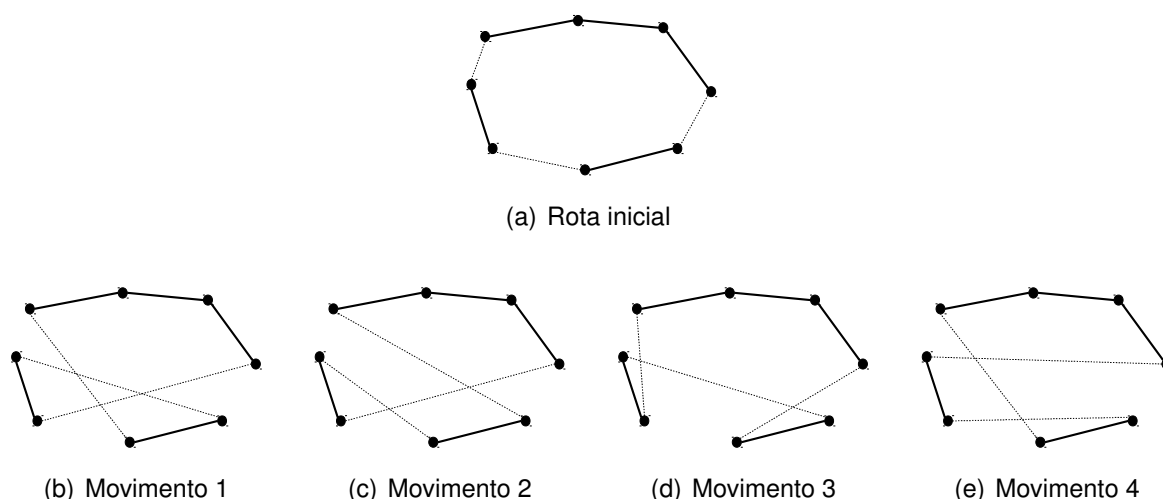 (a) Rota inicial
(b) Movimento 1
(c) Movimento 2
(d) Movimento 3
(e) Movimento 4